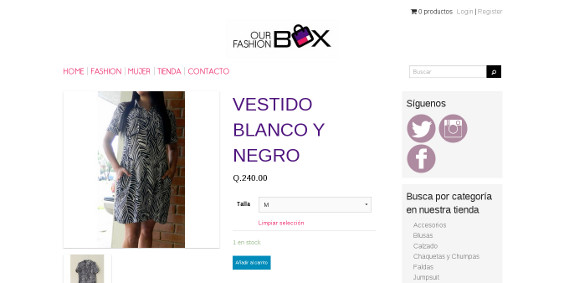 0 productos Login | Register
OUR
FASHION BOX
HOME | FASHION | MUJER | TIENDA | CONTACTO
Buscar
VESTIDO
BLANCO Y
NEGRO
Q.240.00
Talla M
Limpiar selección
1 en stock
Añadir al carrito
Síguenos
Busca por categoría
en nuestra tienda
Accesorios
Blusas
Calzado
Chaquetas y Chumpas
Faldas
Jumpsuit